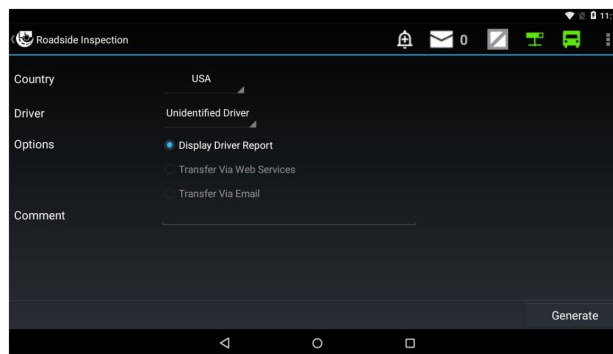 11:
Roadside Inspection
0
Country
USA
Driver
Unidentified Driver
Options
Display Driver Report
Transfer Via Web Services
Transfer Via Email
Comment
Generate